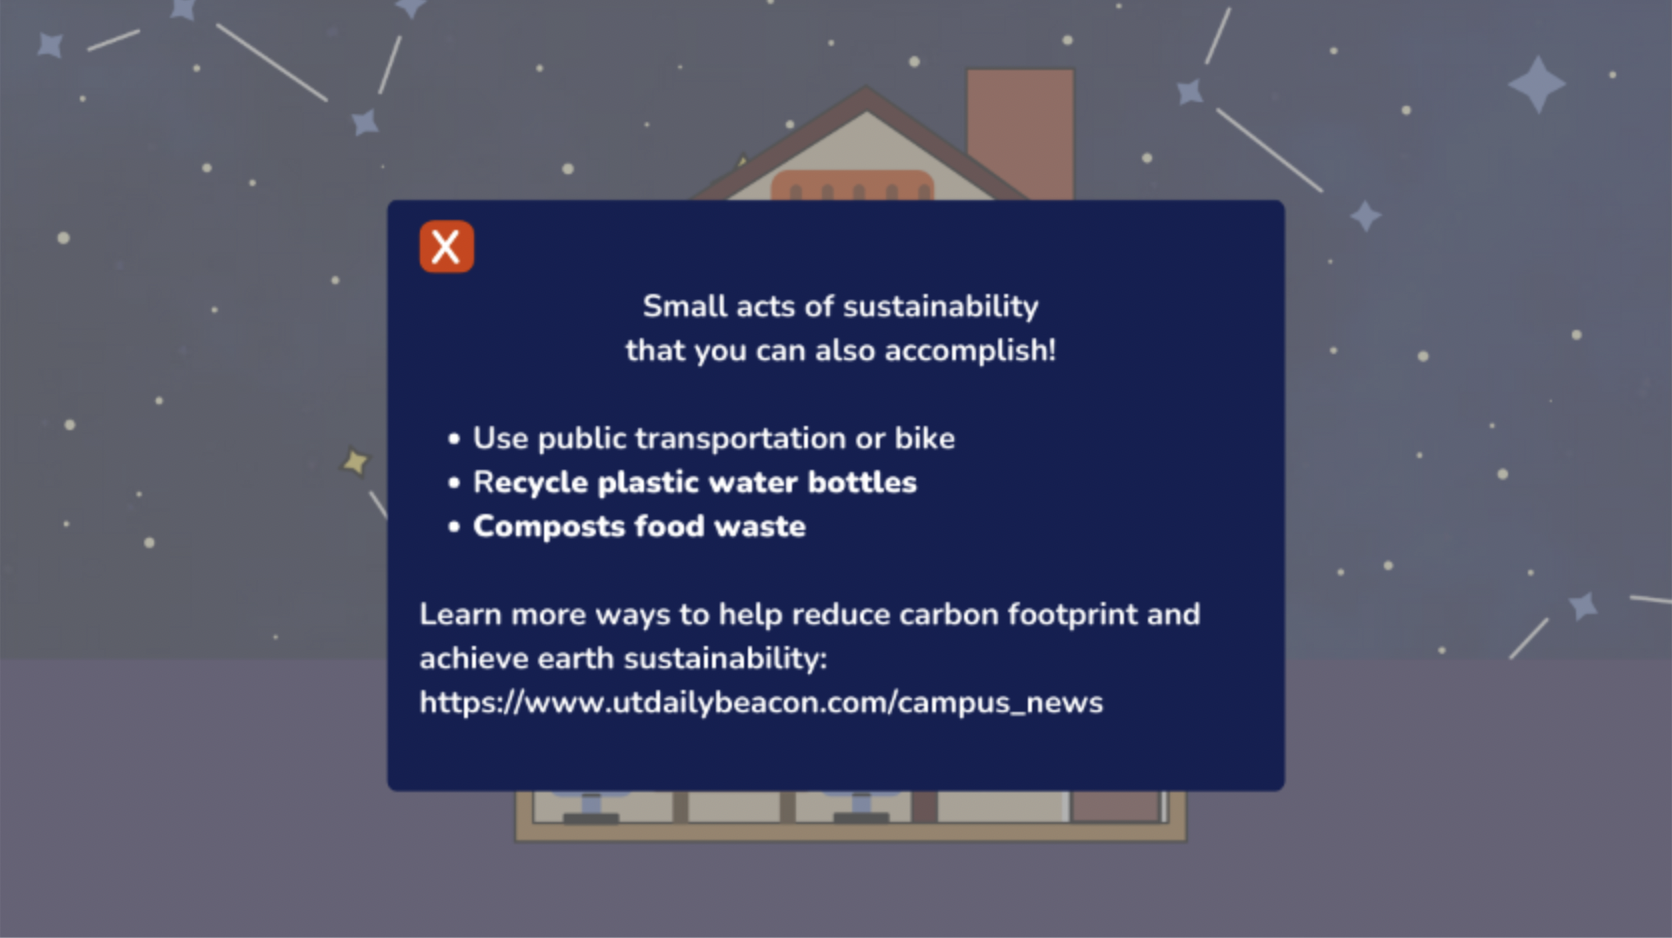 X
Small acts of sustainability
that you can also accomplish!
• Use public transportation or bike
• Recycle plastic water bottles
• Composts food waste
Learn more ways to help reduce carbon footprint and
achieve earth sustainability:
https://www.utdailybeacon.com/campus_news